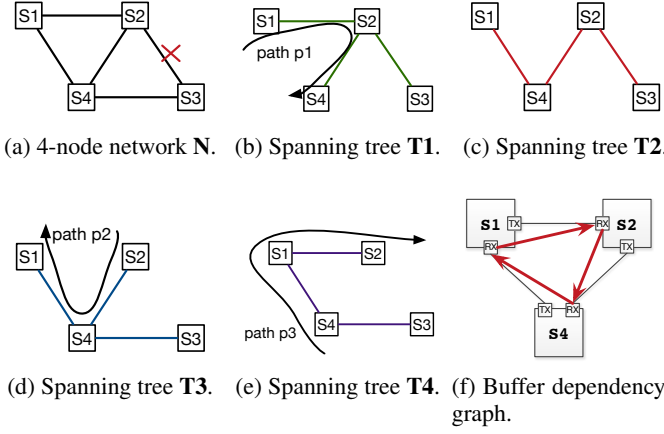 S1 S2
S4 S3
(a) 4-node network N.
S1 S2
path p1
S4 S3
(b) Spanning tree T1.
S1 S2
S4 S3
(c) Spanning tree T2.
path p2
S1 S2
S4 S3
(d) Spanning tree T3.
S1 S2
S4 S3
path p3
(e) Spanning tree T4.
S1 TX RX S2
RX TX
TX RX
S4
(f) Buffer dependency
graph.